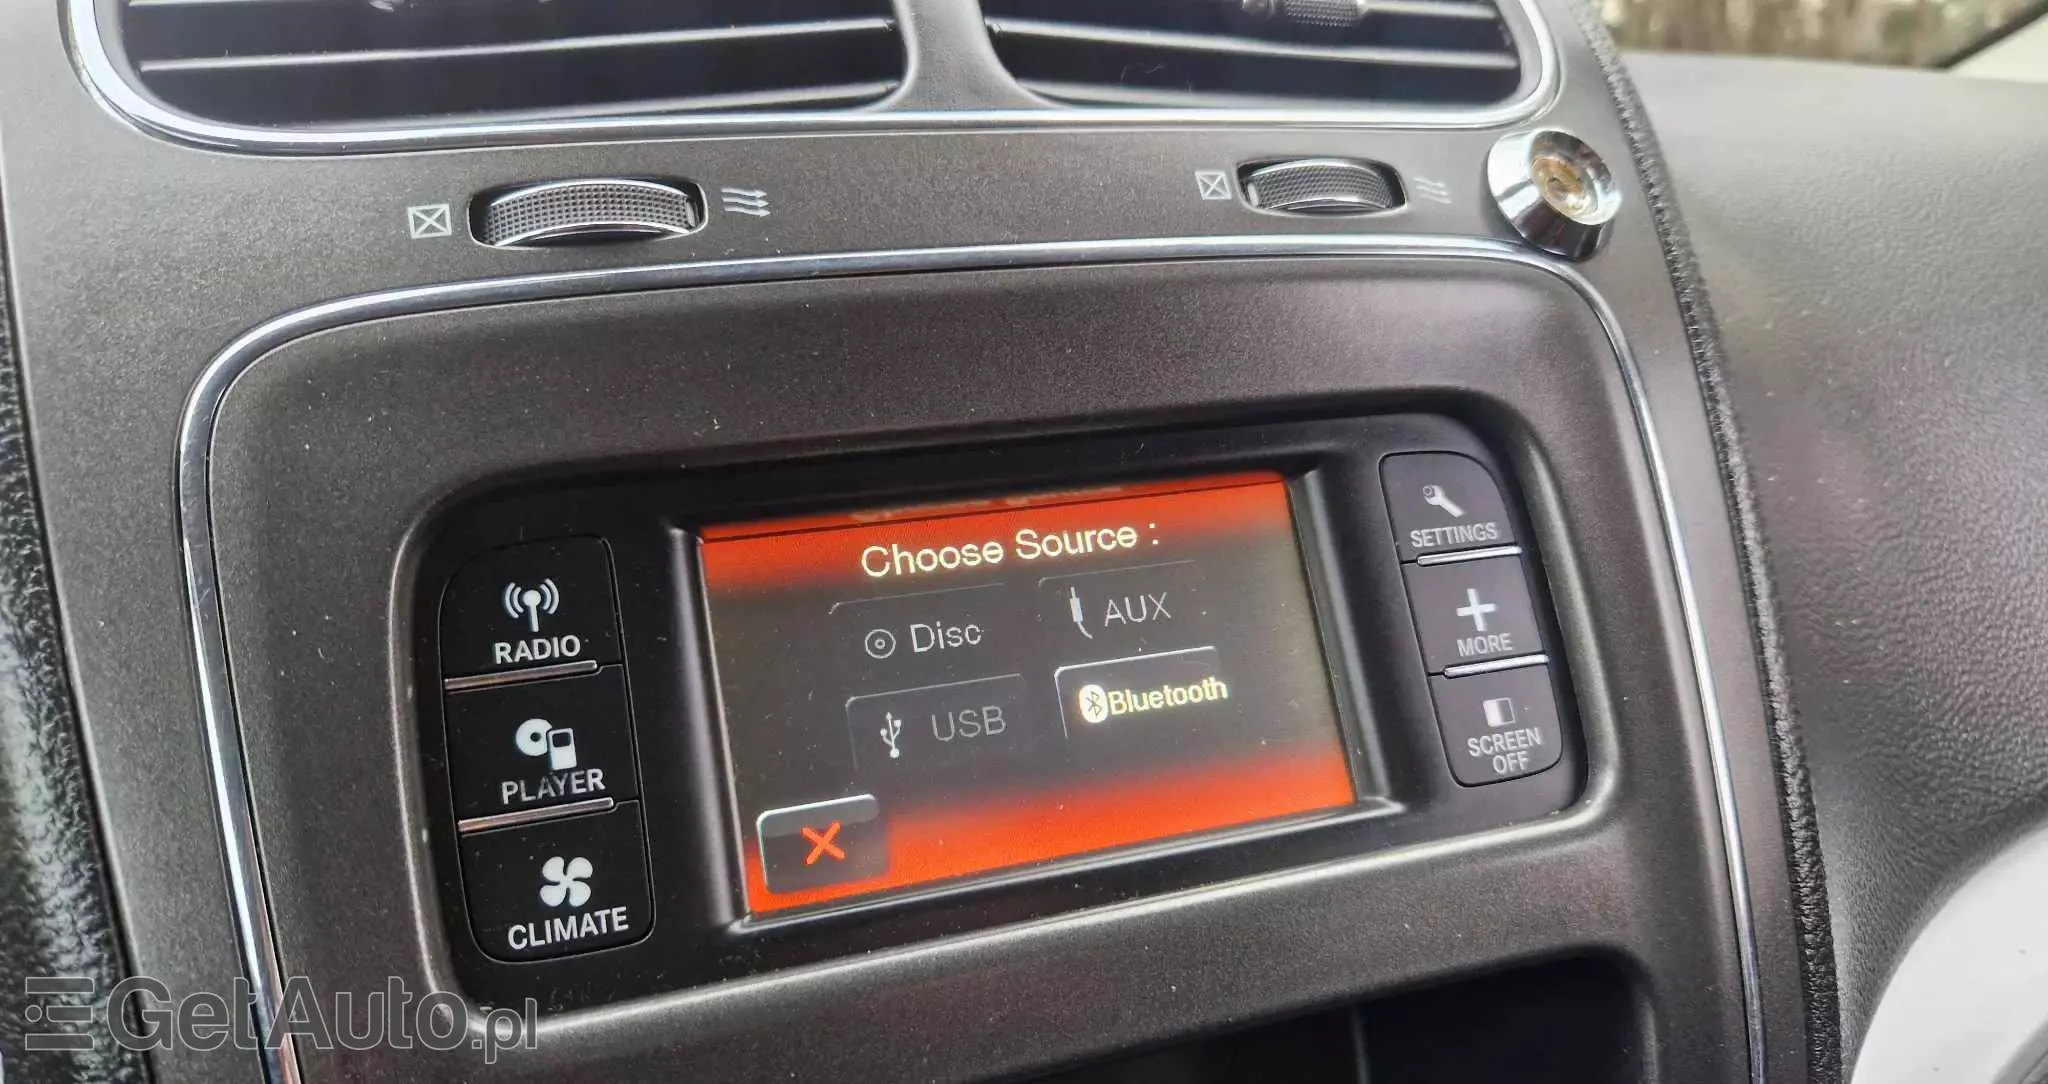 Choose Source :
Disc
AUX
USB
Bluetooth
RADIO
PLAYER
CLIMATE
SETTINGS
MORE
SCREEN
OFF
GetAuto.pl